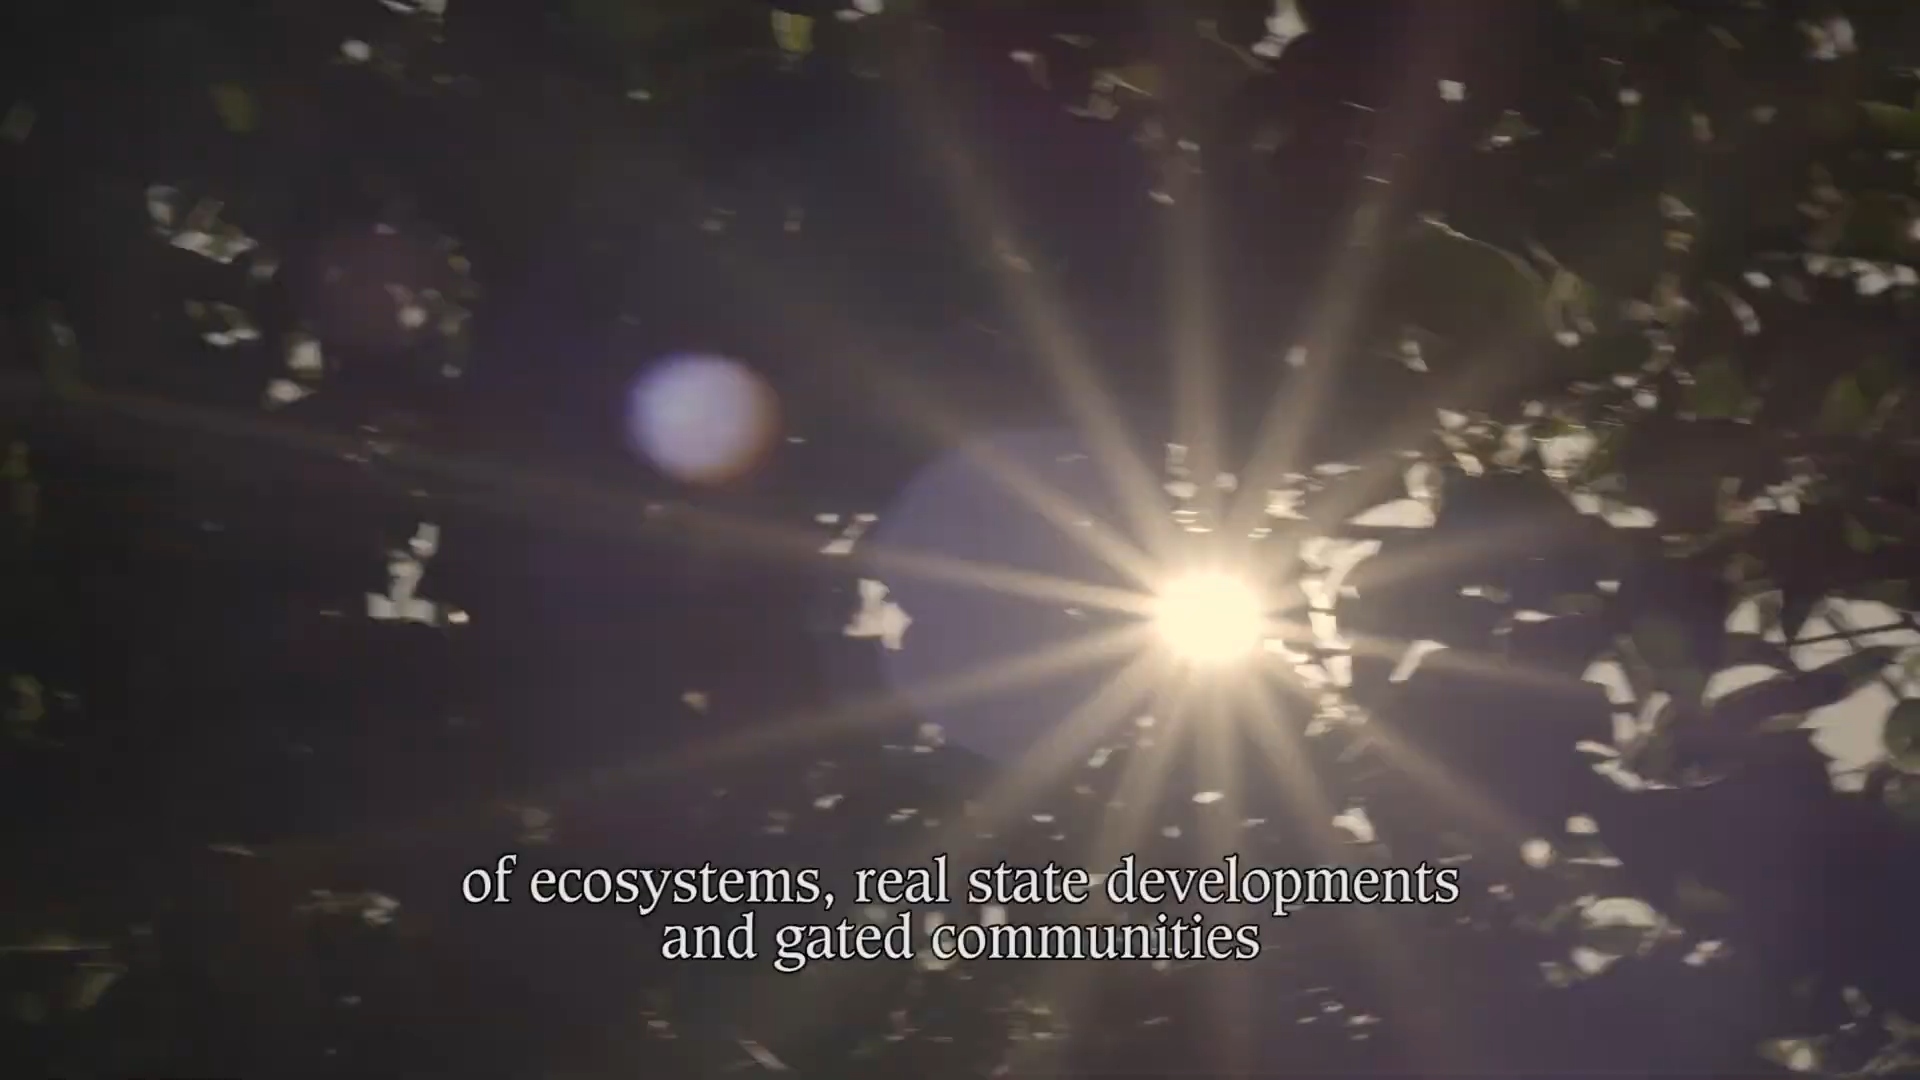 of ecosystems, real state developments
and gated communities